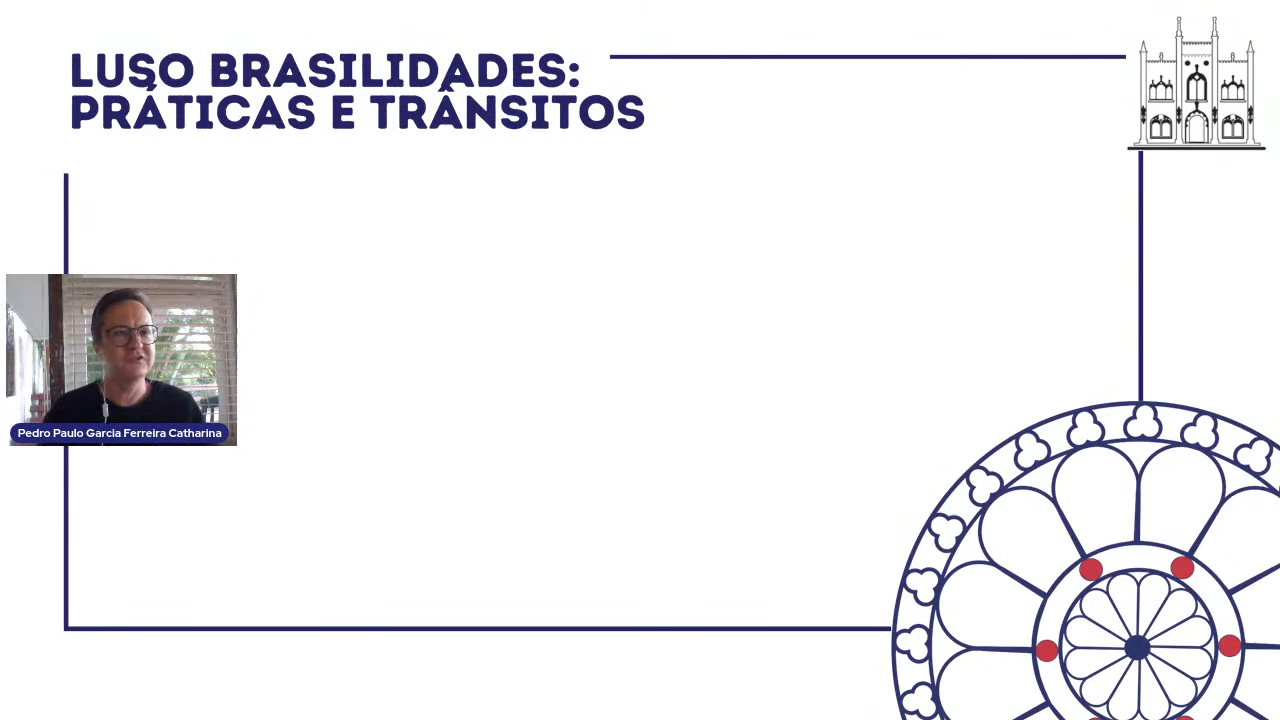 LUSO BRASILIDADES:
PRÁTICAS E TRÂNSITOS
Pedro Paulo Garcia Ferreira Catharina